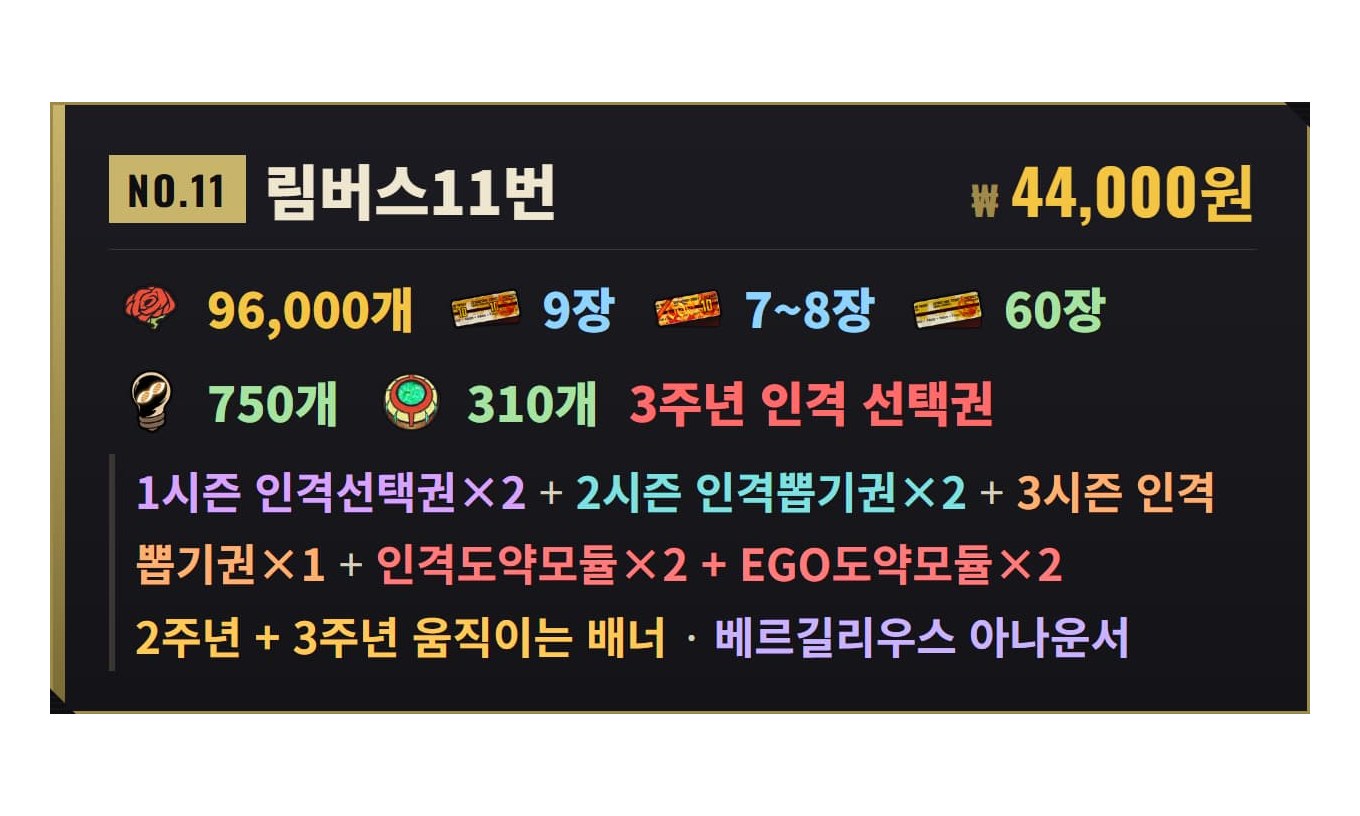 NO.11 림버스11번 ₩ 44,000원
96,000개 9장 7~8장 60장
750개 310개 3주년 인격 선택권
1시즌 인격선택권×2 + 2시즌 인격뽑기권×2 + 3시즌 인격
뽑기권×1 + 인격도약모듈×2 + EGO도약모듈×2
2주년 + 3주년 움직이는 배너 · 베르길리우스 아나운서